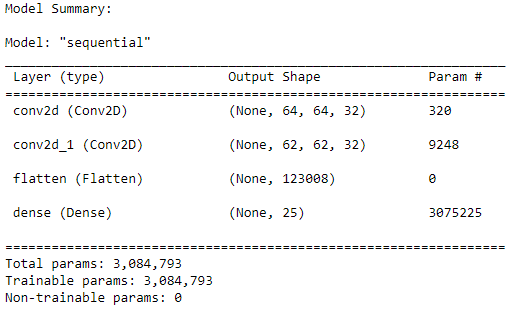 Model Summary:
Model: "sequential"
_________________________________________________________________
Layer (type) Output Shape Param #
=================================================================
conv2d (Conv2D) (None, 64, 64, 32) 320
conv2d_1 (Conv2D) (None, 62, 62, 32) 9248
flatten (Flatten) (None, 123008) 0
dense (Dense) (None, 25) 3075225
=================================================================
Total params: 3,084,793
Trainable params: 3,084,793
Non-trainable params: 0